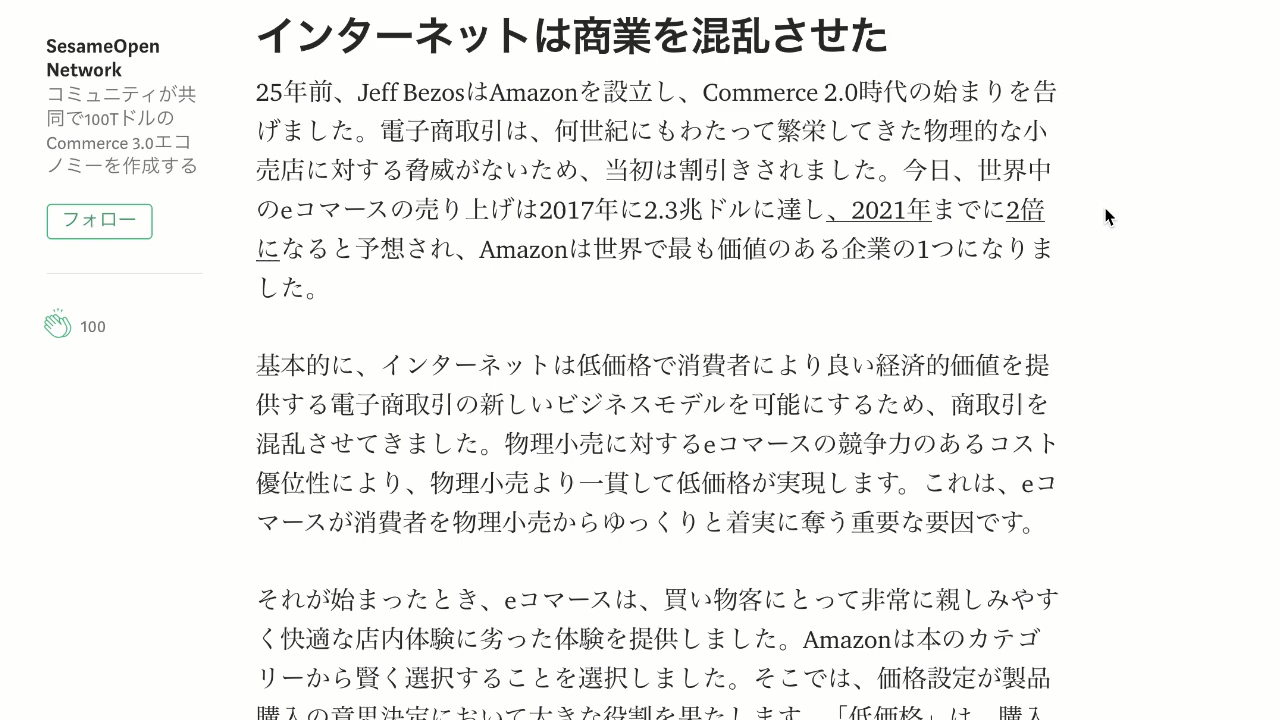 SesameOpen
Network
コミュニティが共
同で100Tドルの
Commerce 3.0エコ
ノミーを作成する
フォロー
100
インターネットは商業を混乱させた
25年前、Jeff BezosはAmazonを設立し、Commerce 2.0時代の始まりを告
げました。電子商取引は、何世紀にもわたって繁栄してきた物理的な小
売店に対する脅威がないため、当初は割引きされました。今日、世界中
のeコマースの売り上げは2017年に2.3兆ドルに達し、2021年までに2倍
になると予想され、Amazonは世界で最も価値のある企業の1つになりま
した。
基本的に、インターネットは低価格で消費者により良い経済的価値を提
供する電子商取引の新しいビジネスモデルを可能にするため、商取引を
混乱させてきました。物理小売に対するeコマースの競争力のあるコスト
優位性により、物理小売より一貫して低価格が実現します。これは、eコ
マースが消費者を物理小売からゆっくりと着実に奪う重要な要因です。
それが始まったとき、eコマースは、買い物客にとって非常に親しみやす
く快適な店内体験に劣った体験を提供しました。Amazonは本のカテゴ
リーから賢く選択することを選択しました。そこでは、価格設定が製品
購入の意思決定において大きな役割を果たします。「低価格」は、購入